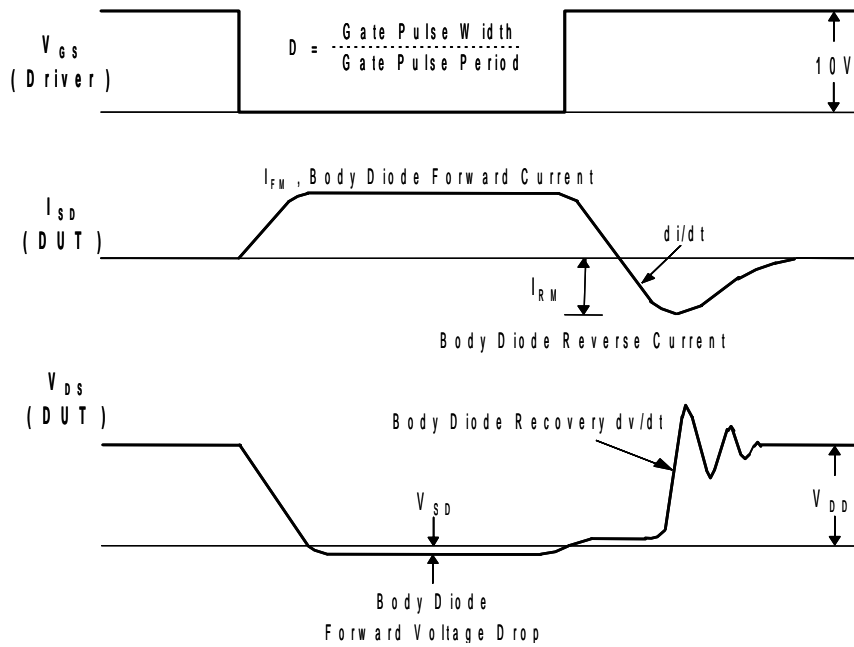 V GS
(Driver)
D = Gate Pulse Width
Gate Pulse Period
10V
I SD
(DUT)
I FM , Body Diode Forward Current
di/dt
I RM
Body Diode Reverse Current
V DS
(DUT)
Body Diode Recovery dv/dt
V SD
V DD
Body Diode
Forward Voltage Drop